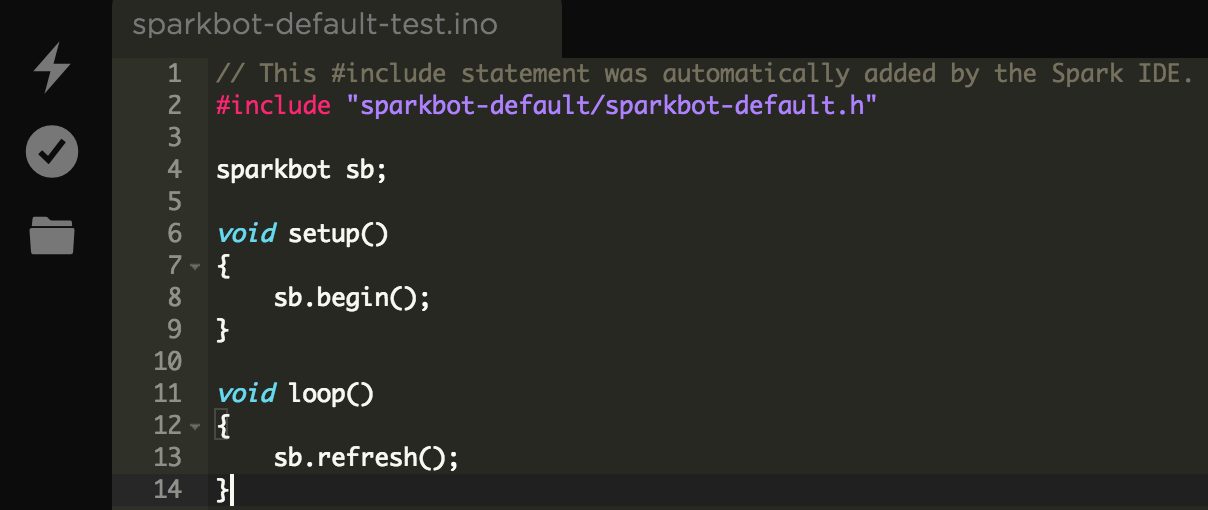 sparkbot-default-test.ino
1 // This #include statement was automatically added by the Spark IDE.
2 #include "sparkbot-default/sparkbot-default.h"
3
4 sparkbot sb;
5
6 void setup()
7 {
8     sb.begin();
9 }
10
11 void loop()
12 {
13     sb.refresh();
14 }